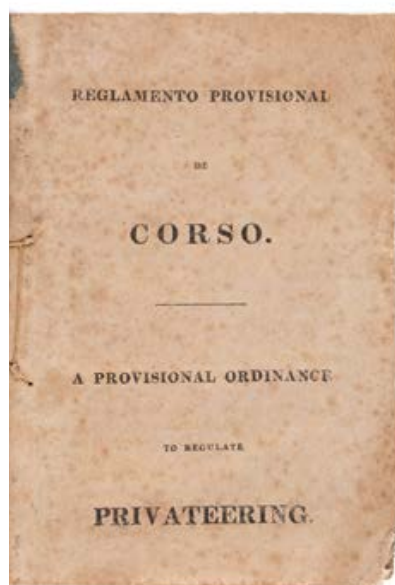 REGLAMENTO PROVISIONAL
DE
CORSO.
A PROVISIONAL ORDINANCE
TO REGULATE
PRIVATEERING.